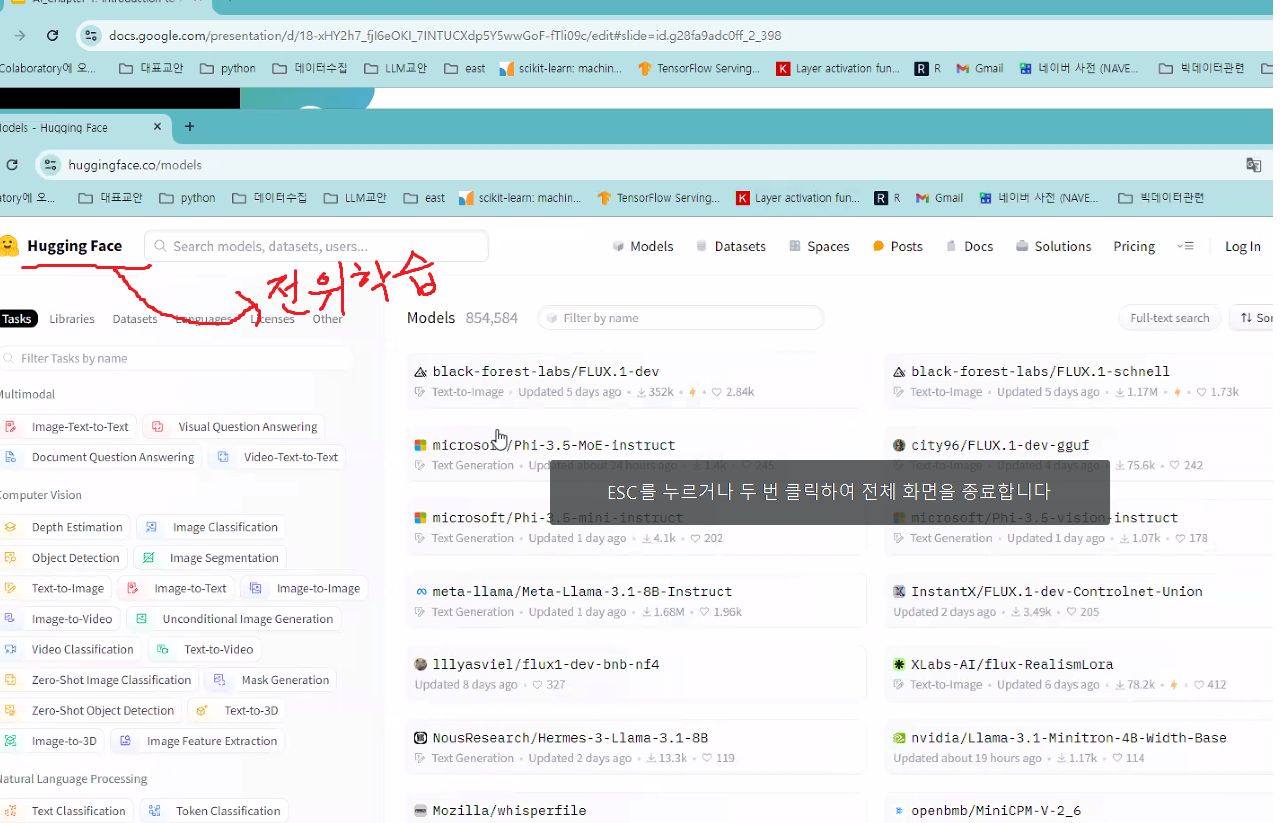 docs.google.com/presentation/d/18-xHY2h7_fjI6eOKI_7INTUCXdp5Y5wwGoF-fTli09c/edit#slide=id.g28fa9adc0ff_2_398
Colaboratory에 오... 대표교안 python 데이터수집 LLM교안 east scikit-learn: machin... TensorFlow Serving... Layer activation fun... R Gmail 네이버 사전 (NAVE... 빅데이터관련
Models - Hugging Face
huggingface.co/models
atory에 오... 대표교안 python 데이터수집 LLM교안 east scikit-learn: machin... TensorFlow Serving... Layer activation fun... R Gmail 네이버 사전 (NAVE... 빅데이터관련
Hugging Face Search models, datasets, users... Models Datasets Spaces Posts Docs Solutions Pricing Log In
전위학습
Tasks Libraries Datasets Languages Licenses Other
Filter Tasks by name
Multimodal
Image-Text-to-Text Visual Question Answering
Document Question Answering Video-Text-to-Text
Computer Vision
Depth Estimation Image Classification
Object Detection Image Segmentation
Text-to-Image Image-to-Text Image-to-Image
Image-to-Video Unconditional Image Generation
Video Classification Text-to-Video
Zero-Shot Image Classification Mask Generation
Zero-Shot Object Detection Text-to-3D
Image-to-3D Image Feature Extraction
Natural Language Processing
Text Classification Token Classification
Models 854,584 Filter by name Full-text search Sor
black-forest-labs/FLUX.1-dev
Text-to-Image • Updated 5 days ago • 352k • 2.84k
black-forest-labs/FLUX.1-schnell
Text-to-Image • Updated 5 days ago • 1.17M • 1.73k
microsoft/Phi-3.5-MoE-instruct
Text Generation • Updated about 24 hours ago • 1.4k • 245
city96/FLUX.1-dev-gguf
Text-to-Image • Updated 4 days ago • 75.6k • 242
ESC를 누르거나 두 번 클릭하여 전체 화면을 종료합니다
microsoft/Phi-3.5-mini-instruct
Text Generation • Updated 1 day ago • 4.1k • 202
microsoft/Phi-3.5-vision-instruct
Text Generation • Updated 1 day ago • 1.07k • 178
meta-llama/Meta-Llama-3.1-8B-Instruct
Text Generation • Updated 1 day ago • 1.68M • 1.96k
InstantX/FLUX.1-dev-Controlnet-Union
Updated 2 days ago • 3.49k • 205
lllyasviel/flux1-dev-bnb-nf4
Updated 8 days ago • 327
XLabs-AI/flux-RealismLora
Text-to-Image • Updated 6 days ago • 78.2k • 412
NousResearch/Hermes-3-Llama-3.1-8B
Text Generation • Updated 2 days ago • 13.3k • 119
nvidia/Llama-3.1-Minitron-4B-Width-Base
Updated about 19 hours ago • 1.17k • 114
Mozilla/whisperfile
openbmb/MiniCPM-V-2_6